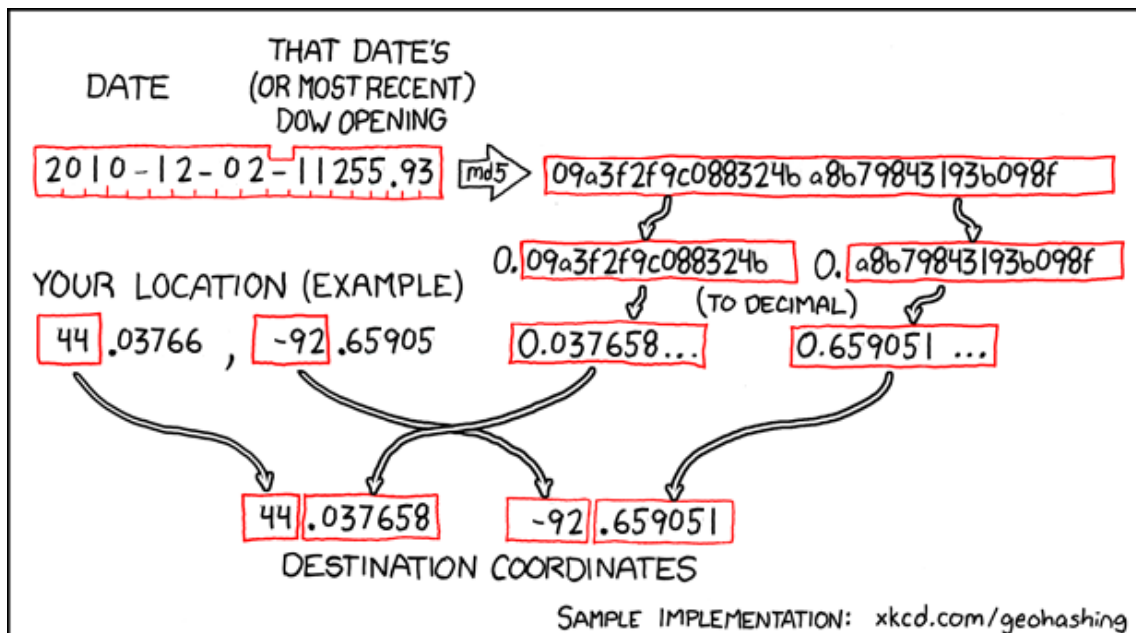 DATE
THAT DATE'S
(OR MOST RECENT)
DOW OPENING
2010-12-02-11255.93
md5
09a3f2f9c088324b a8b79843193b098f
0. 09a3f2f9c088324b
0. a8b79843193b098f
(TO DECIMAL)
YOUR LOCATION (EXAMPLE)
44 .03766 , -92 .65905
0.037658...
0.659051 ...
44 .037658
-92 .659051
DESTINATION COORDINATES
SAMPLE IMPLEMENTATION: xkcd.com/geohashing